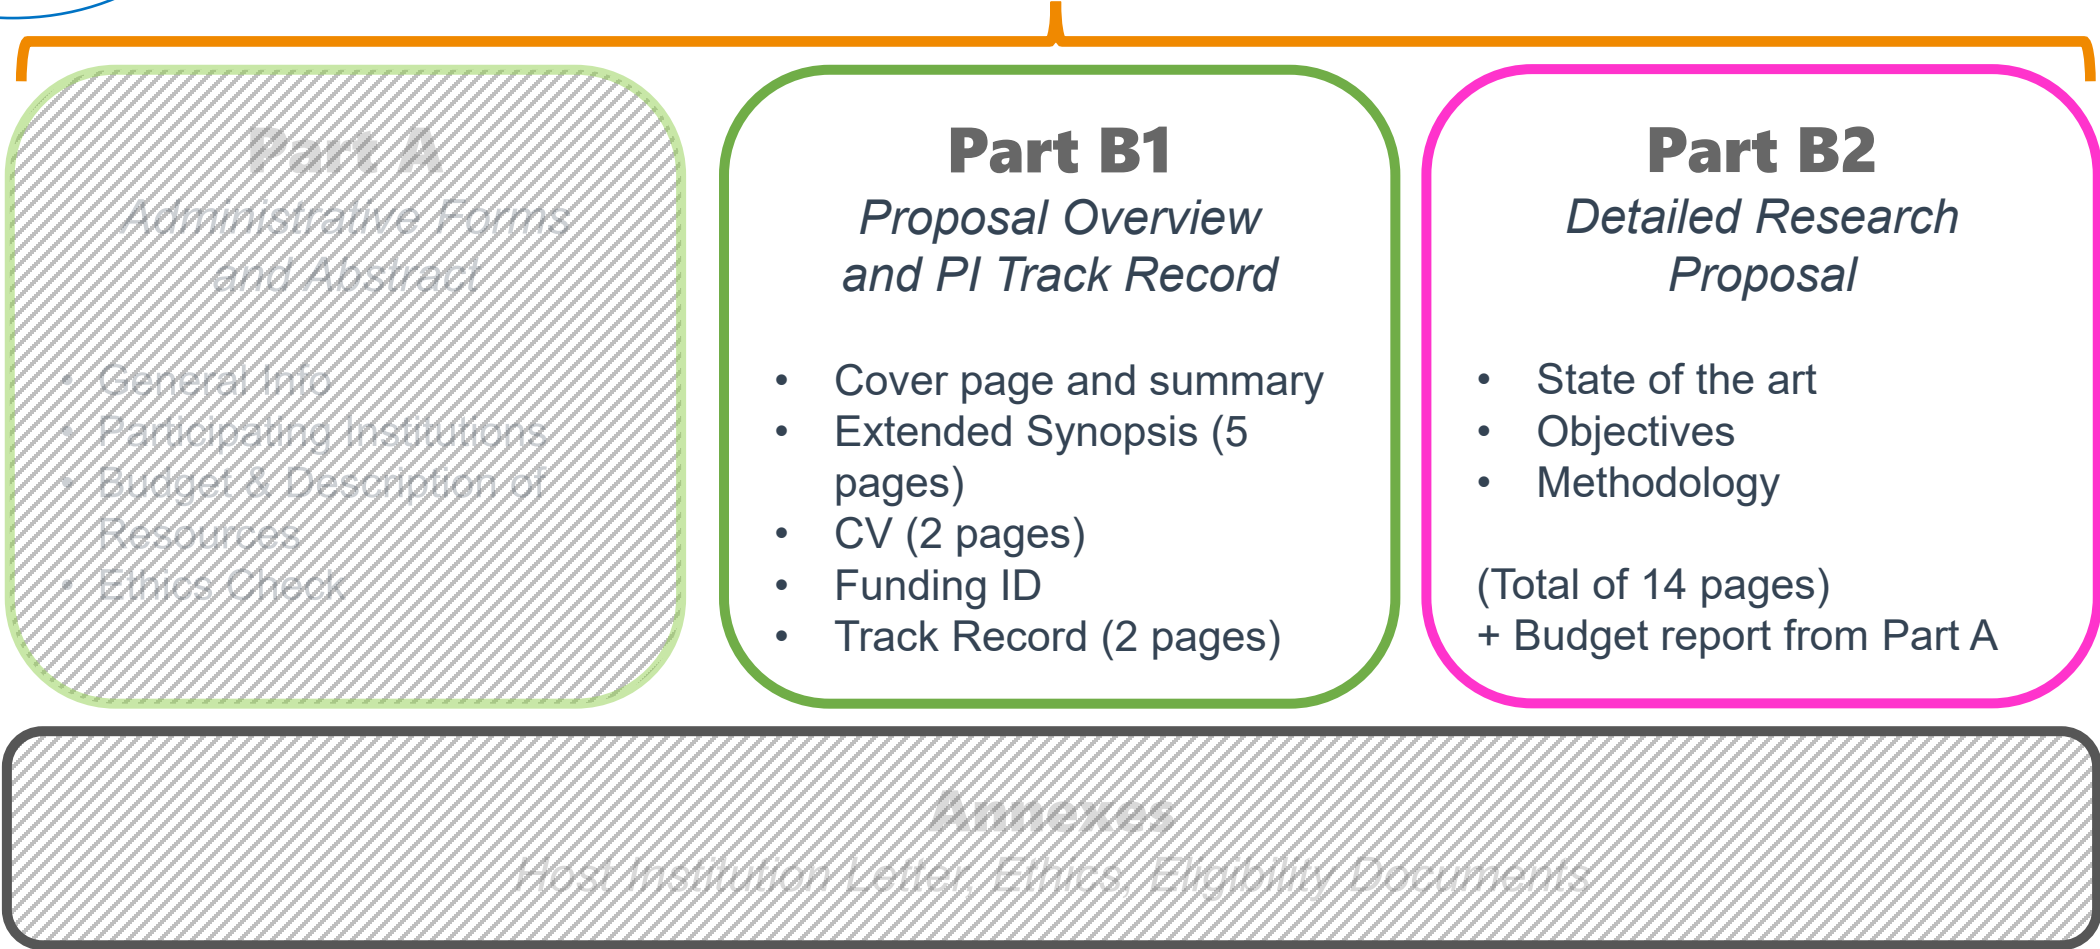 Part A
Administrative Forms
and Abstract
• General Info
• Participating Institutions
• Budget & Description of
Resources
• Ethics Check
Part B1
Proposal Overview
and PI Track Record
• Cover page and summary
• Extended Synopsis (5
pages)
• CV (2 pages)
• Funding ID
• Track Record (2 pages)
Part B2
Detailed Research
Proposal
• State of the art
• Objectives
• Methodology
(Total of 14 pages)
+ Budget report from Part A
Annexes
Host Institution Letter, Ethics, Eligibility Documents